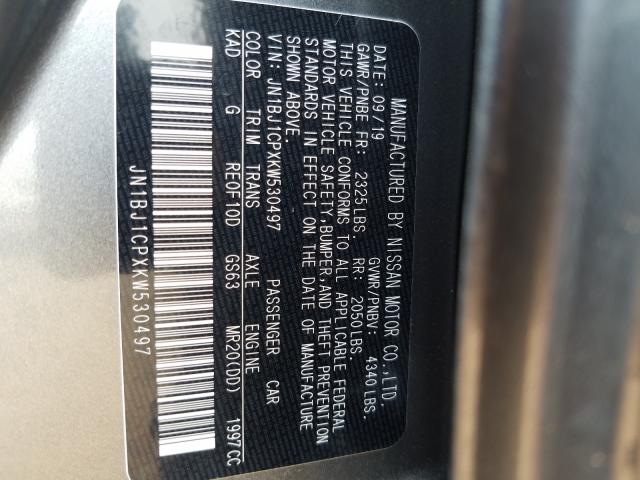 MANUFACTURED BY NISSAN MOTOR CO.,LTD.
DATE: 09/19 GVWR/PNBV: 4340LBS.
GAWR/PNBE FR: 2325LBS. RR: 2050LBS.
THIS VEHICLE CONFORMS TO ALL APPLICABLE FEDERAL
MOTOR VEHICLE SAFETY,BUMPER,AND THEFT PREVENTION
STANDARDS IN EFFECT ON THE DATE OF MANUFACTURE
SHOWN ABOVE.
VIN: JN1BJ1CPXKW530497 PASSENGER CAR
COLOR TRIM TRANS AXLE ENGINE
KAD G RE0F10D GS63 MR20(DD) 1997CC
JN1BJ1CPXKW530497